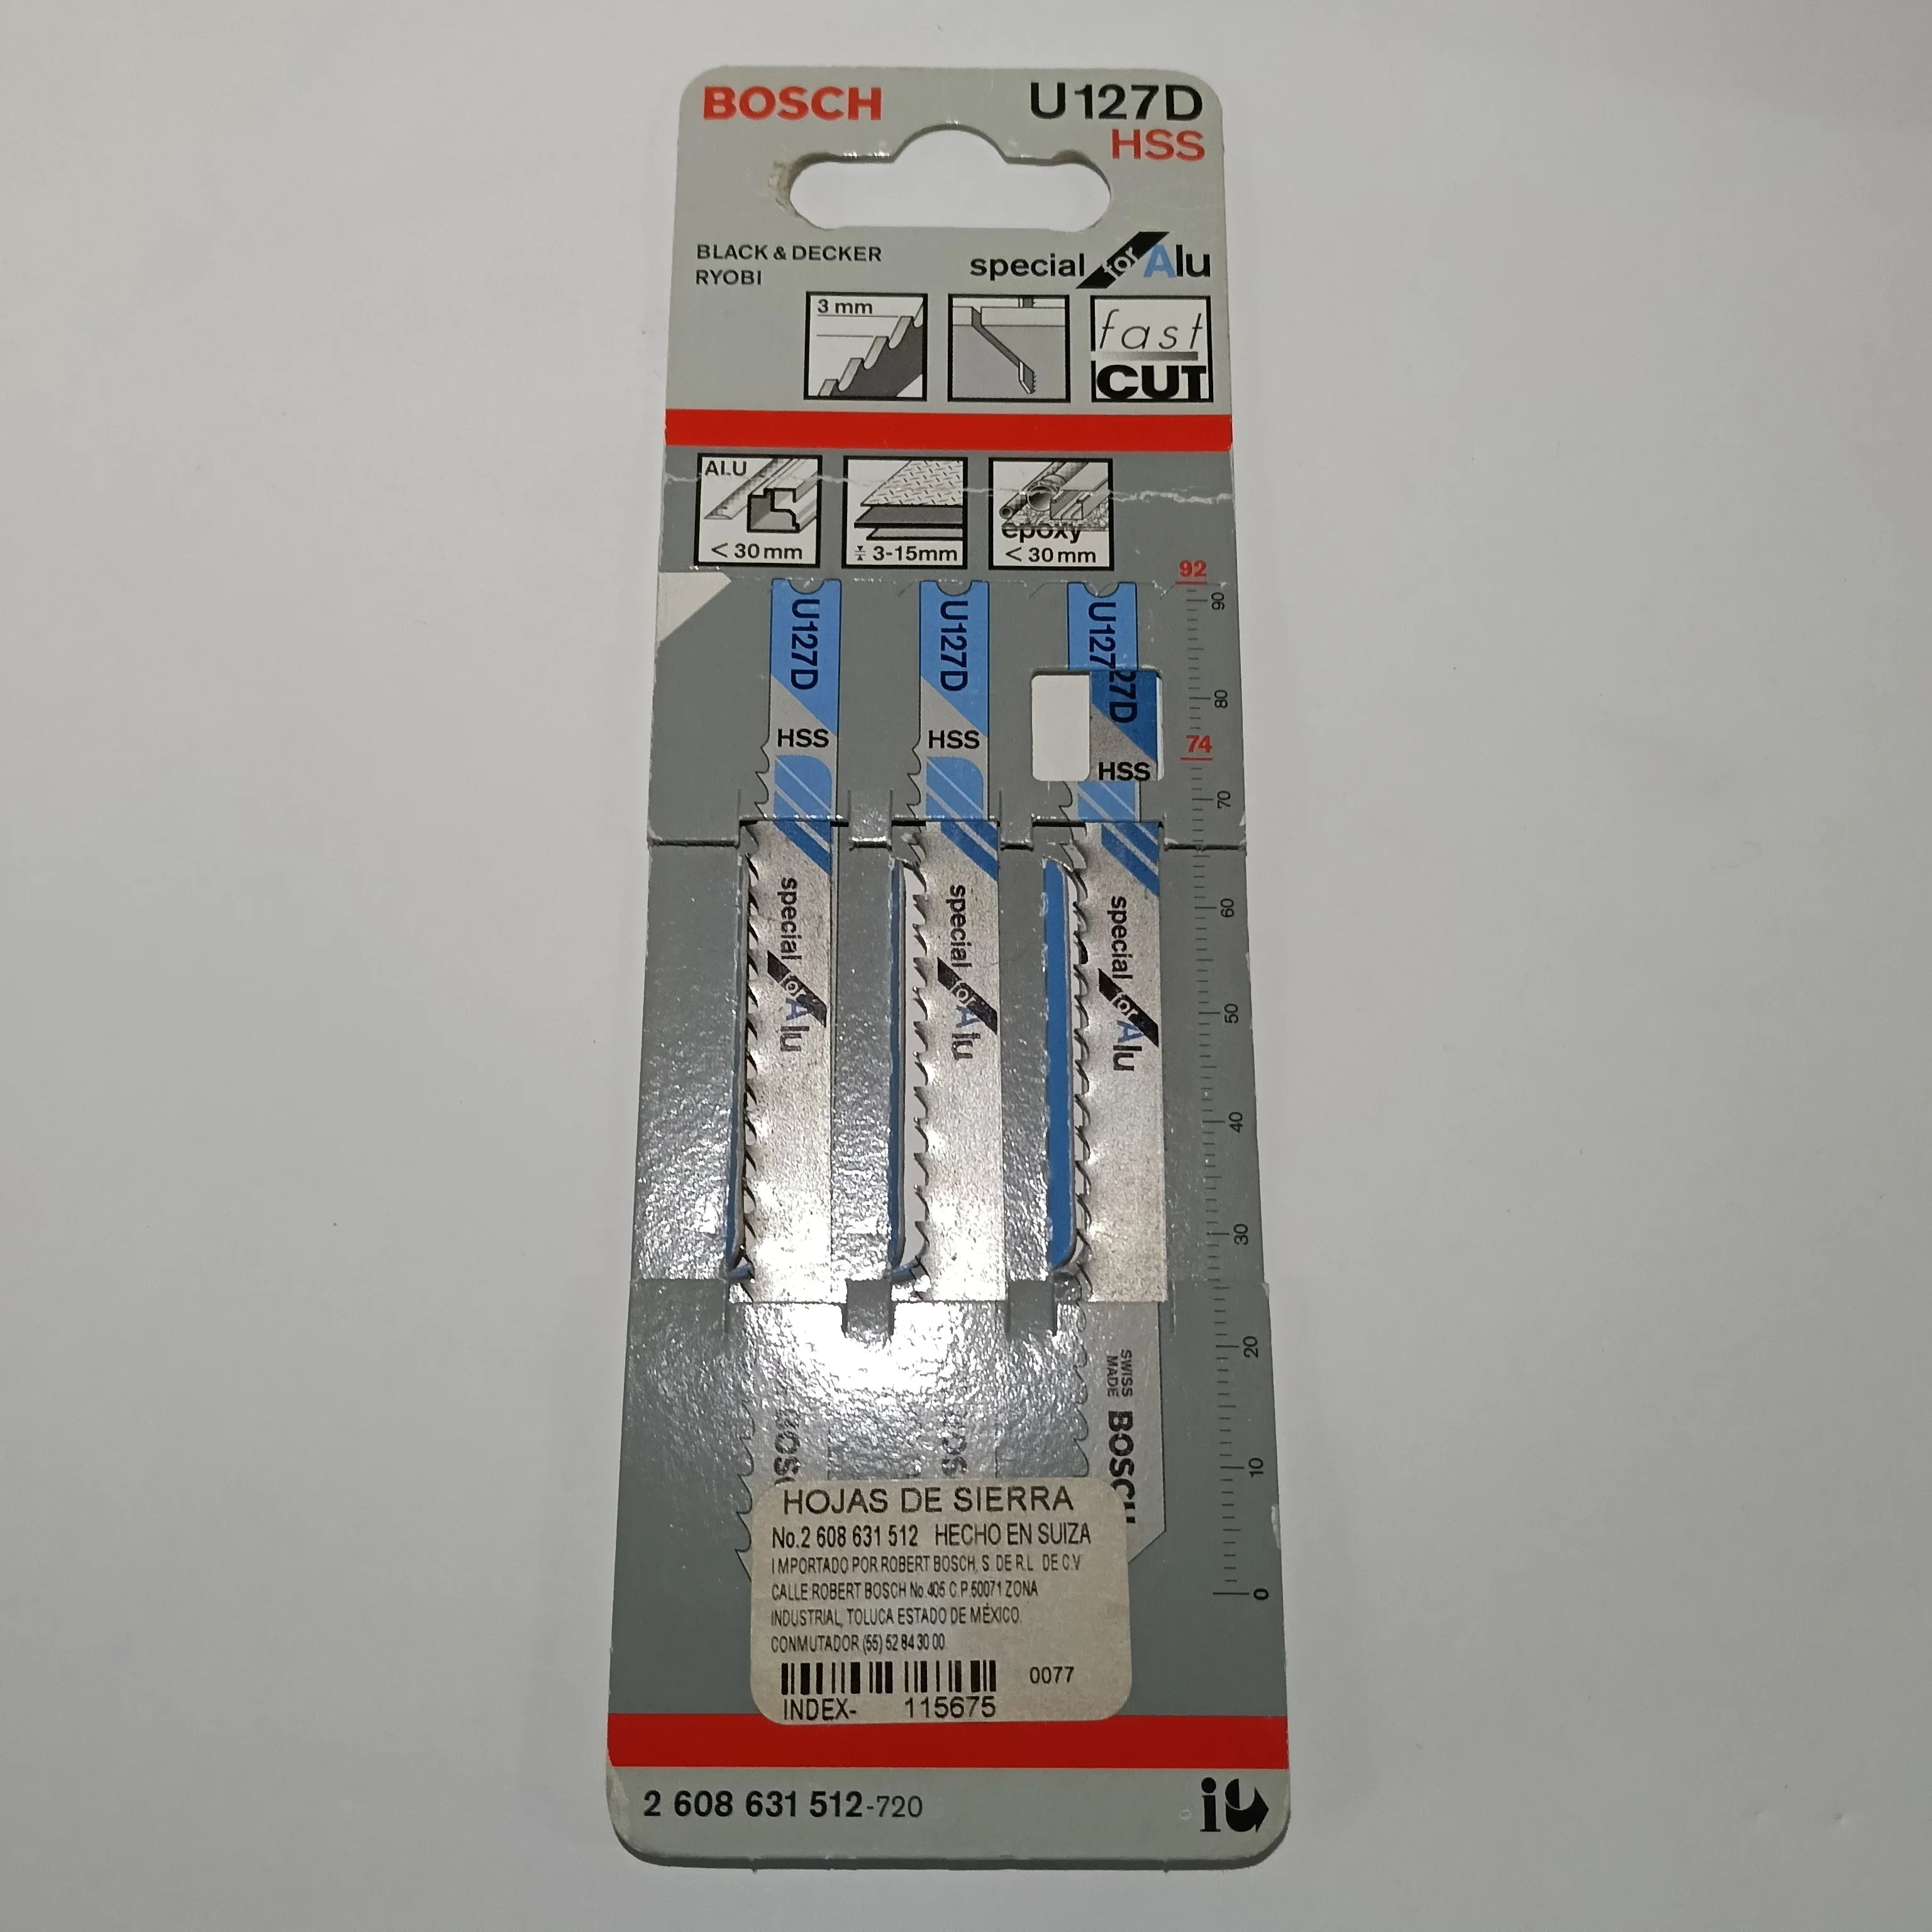 BOSCH U127D
HSS
BLACK & DECKER
RYOBI
special for Alu
3 mm
fast
CUT
ALU
< 30 mm
3-15mm
epoxy
< 30 mm
92
90
80
74
70
60
50
40
30
20
10
0
U127D
HSS
special for Alu
U127D
HSS
special for Alu
U127
27D
HSS
special for Alu
SWISS
MADE
BOSCH
HOJAS DE SIERRA
No.2 608 631 512 HECHO EN SUIZA
IMPORTADO POR ROBERT BOSCH, S. DE R.L. DE C.V
CALLE.ROBERT BOSCH No.405 C.P.50071 ZONA
INDUSTRIAL, TOLUCA ESTADO DE MÉXICO.
CONMUTADOR (55) 52 84 30 00
0077
INDEX- 115675
2 608 631 512-720